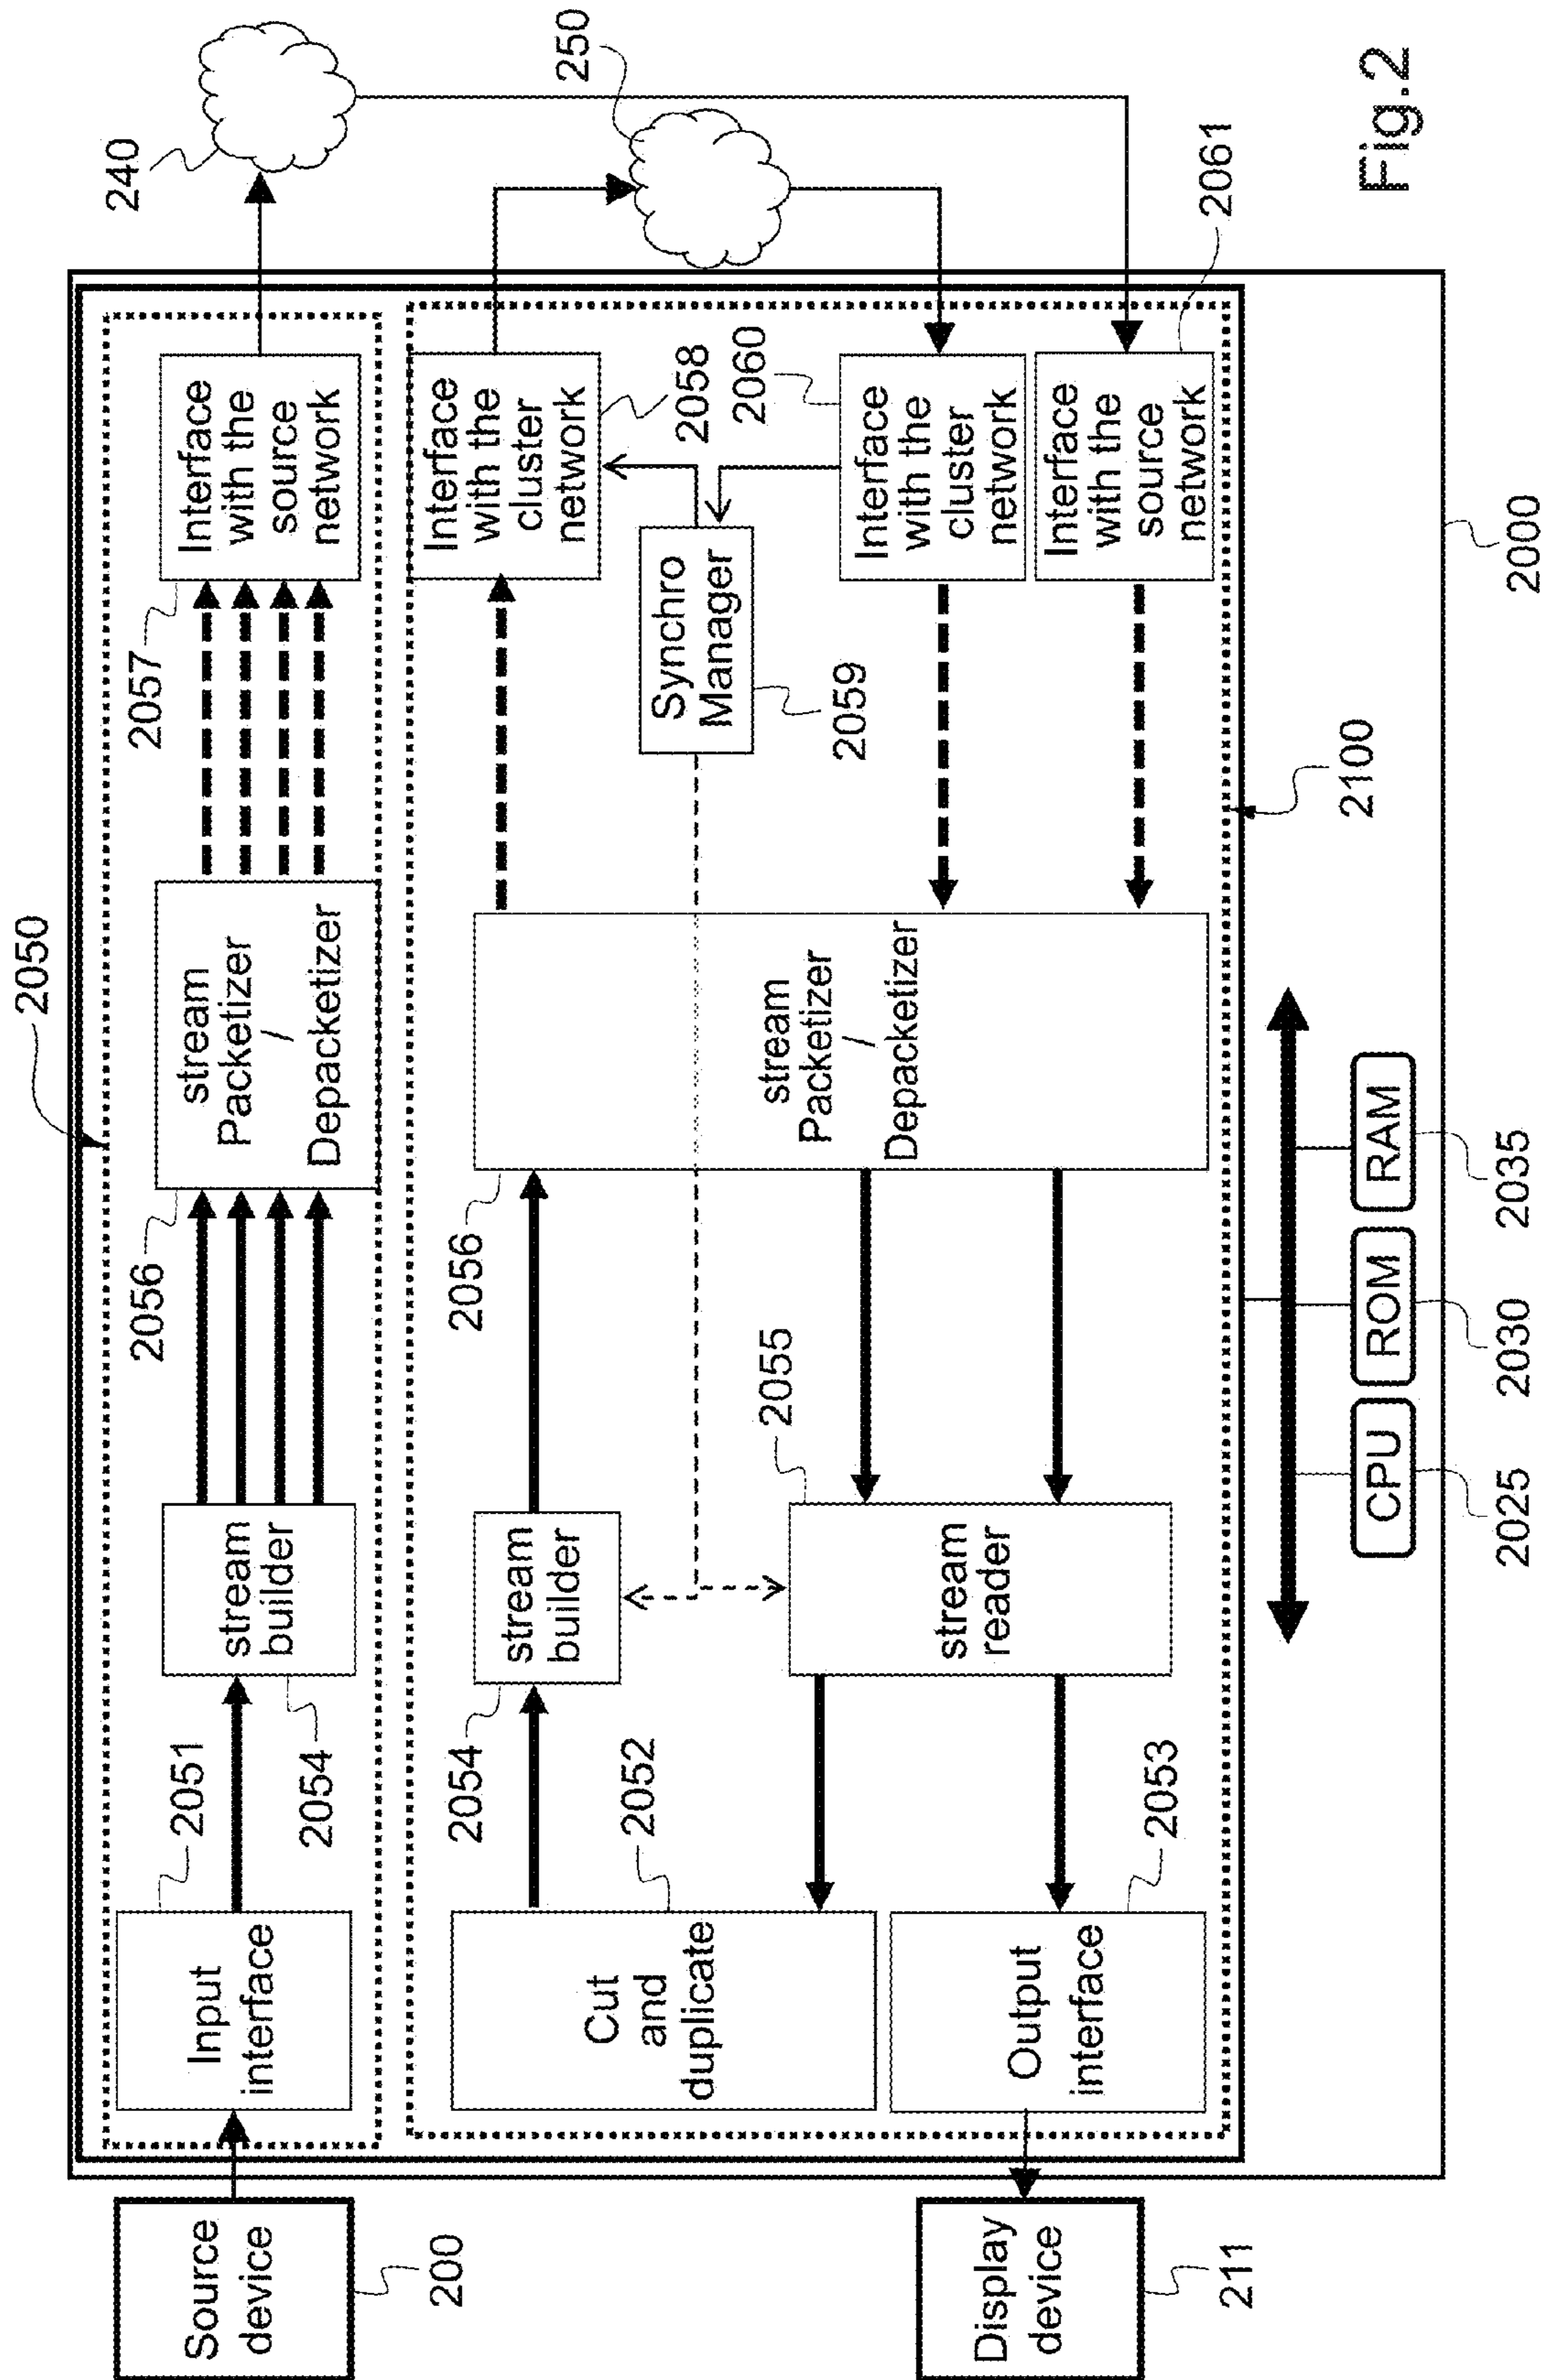 2050
240
250
Source
device
200
Input
interface
2051
stream
builder
2054
2056
stream
Packetizer
/
Depacketizer
2057
Interface
with the
source
network
Cut
and
duplicate
2052
2054
stream
builder
2056
stream
Packetizer
/
Depacketizer
Interface
with the
cluster
network
2058
Synchro
Manager
2059
2060
Interface
with the
cluster
network
Interface
with the
source
network
2061
2055
stream
reader
Output
interface
2053
Display
device
211
2100
CPU
ROM
RAM
2025
2030
2035
2000
Fig.2